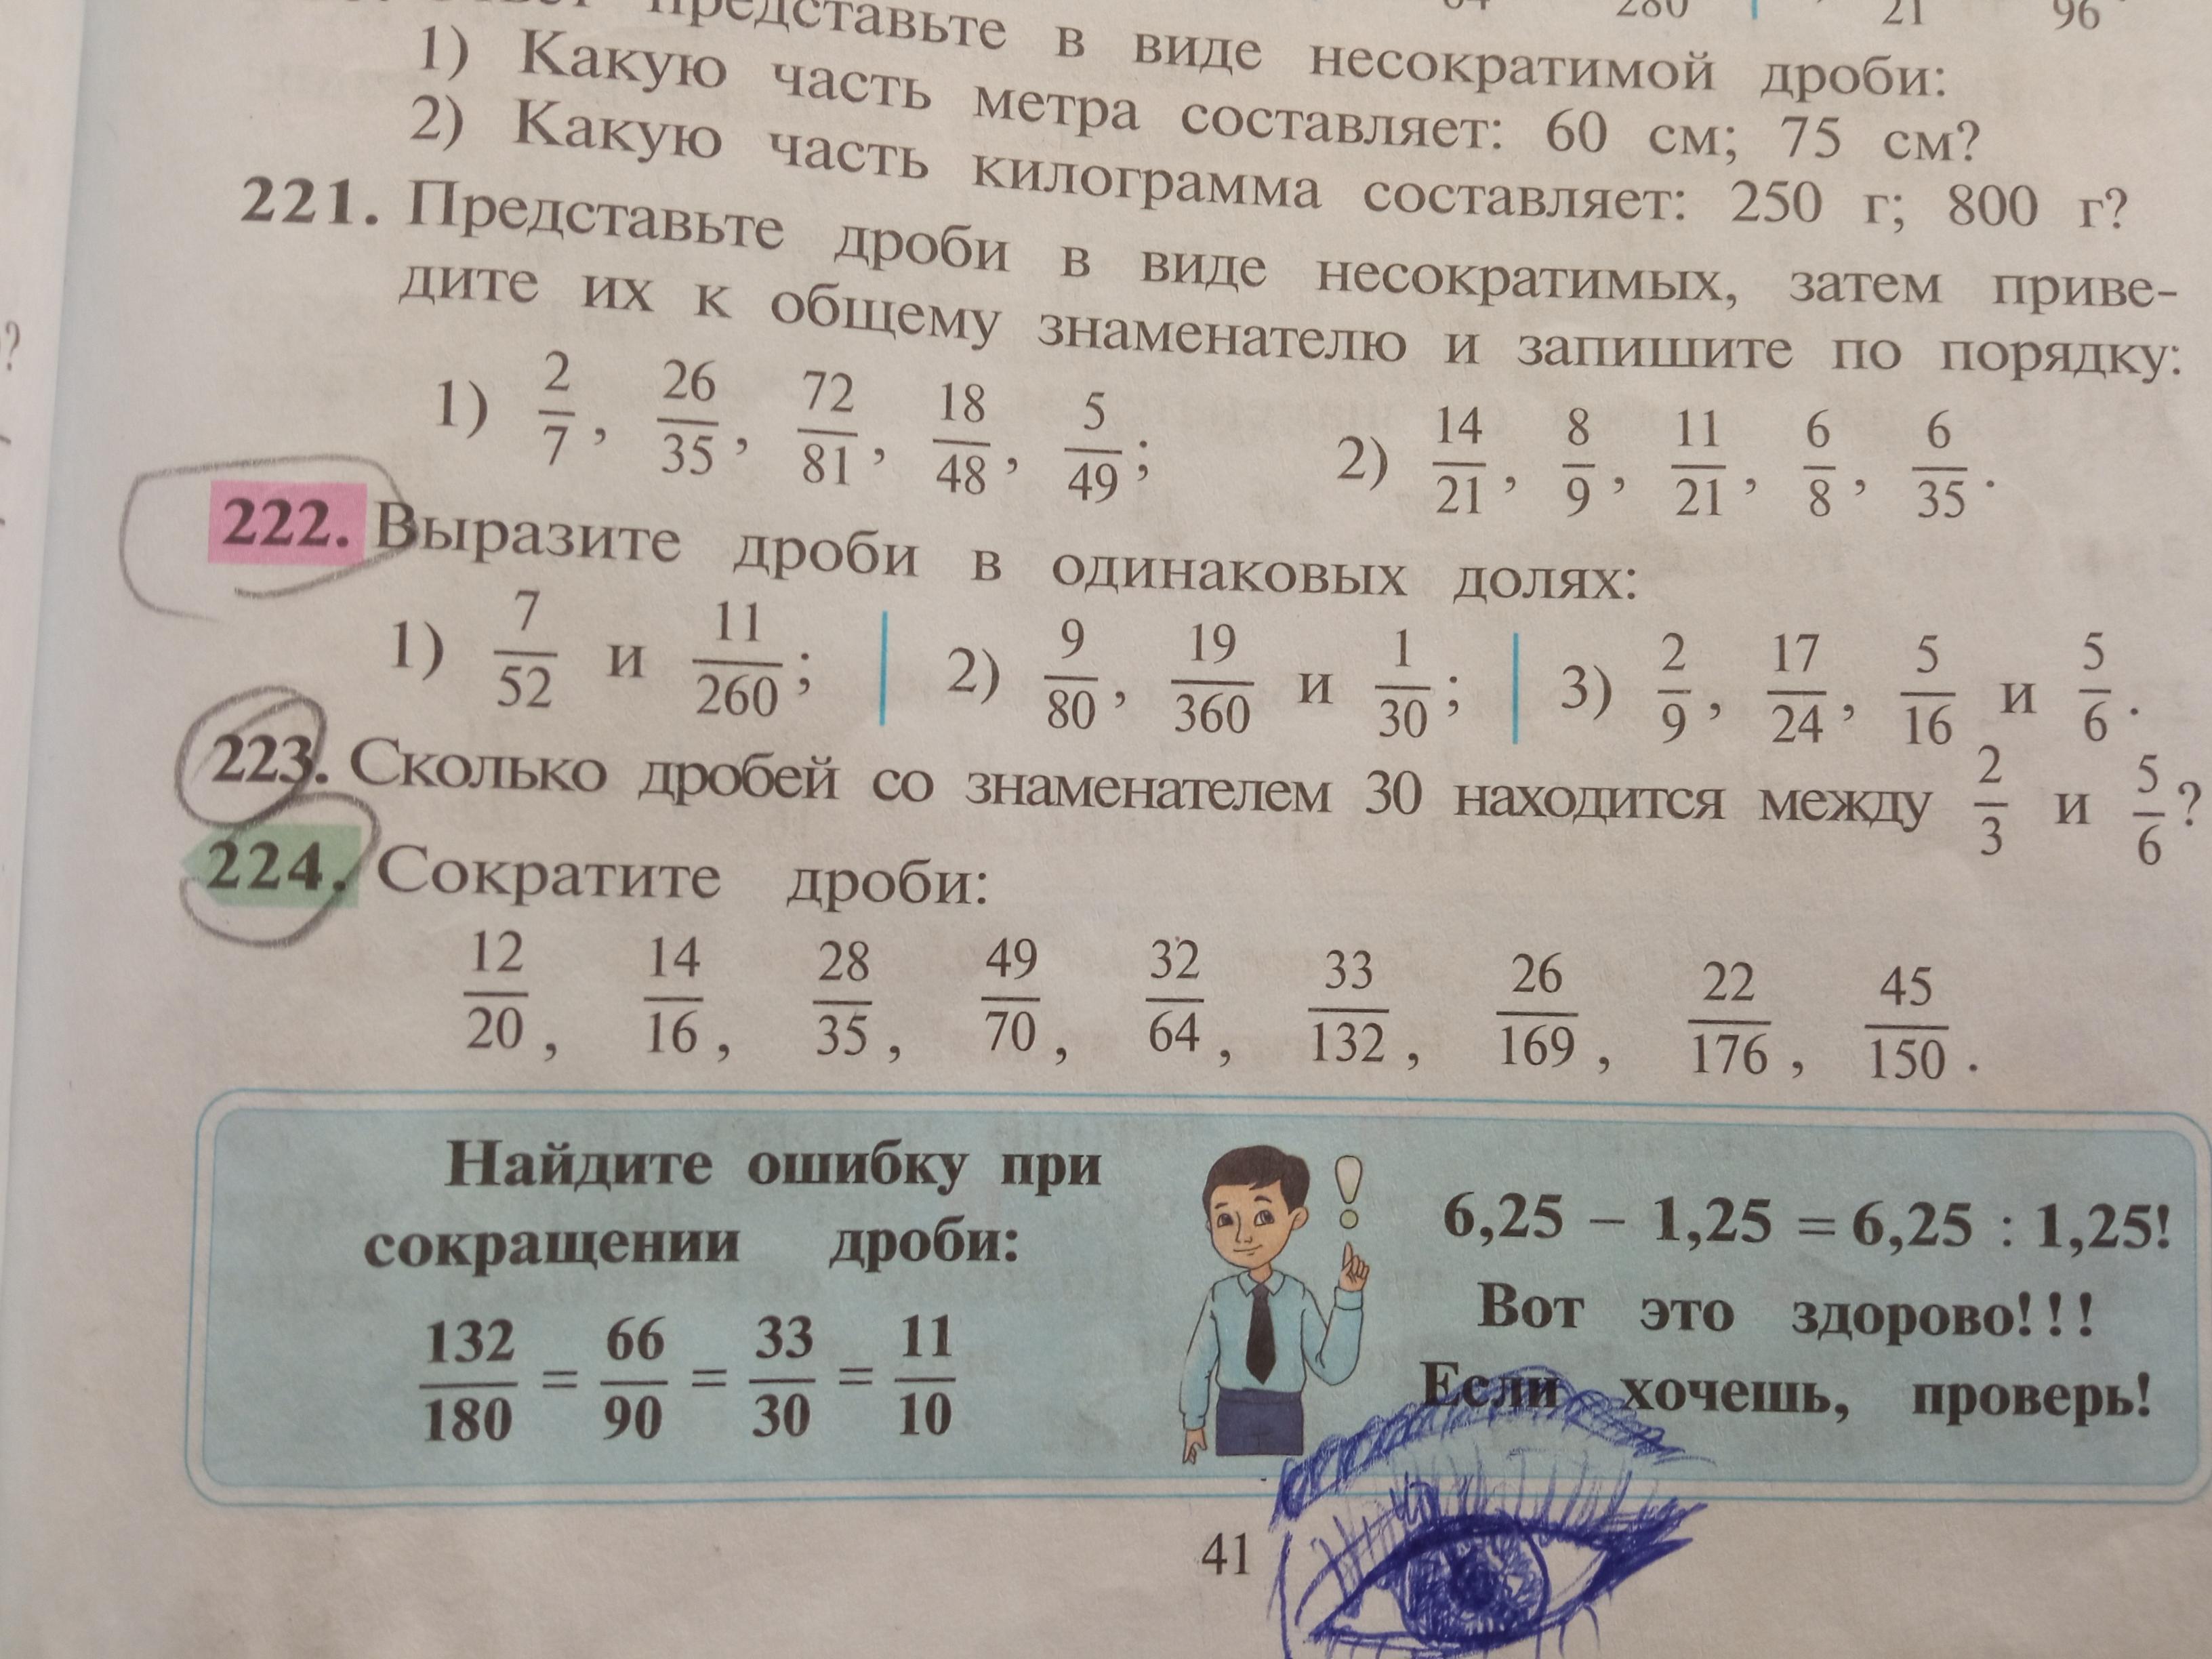 представьте в виде несократимой дроби:
1) Какую часть метра составляет: 60 см; 75 см?
2) Какую часть килограмма составляет: 250 г; 800 г?
221. Представьте дроби в виде несократимых, затем приве-
дите их к общему знаменателю и запишите по порядку:
1) 2/7, 26/35, 72/81, 18/48, 5/49; 2) 14/21, 8/9, 11/21, 6/8, 6/35.
222. Выразите дроби в одинаковых долях:
1) 7/52 и 11/260; 2) 9/80, 19/360 и 1/30; 3) 2/9, 17/24, 5/16 и 5/6.
223. Сколько дробей со знаменателем 30 находится между 2/3 и 5/6?
224. Сократите дроби:
12/20, 14/16, 28/35, 49/70, 32/64, 33/132, 26/169, 22/176, 45/150.
Найдите ошибку при
сокращении дроби:
132/180 = 66/90 = 33/30 = 11/10
6,25 – 1,25 = 6,25 : 1,25!
Вот это здорово!!!
Если хочешь, проверь!
41